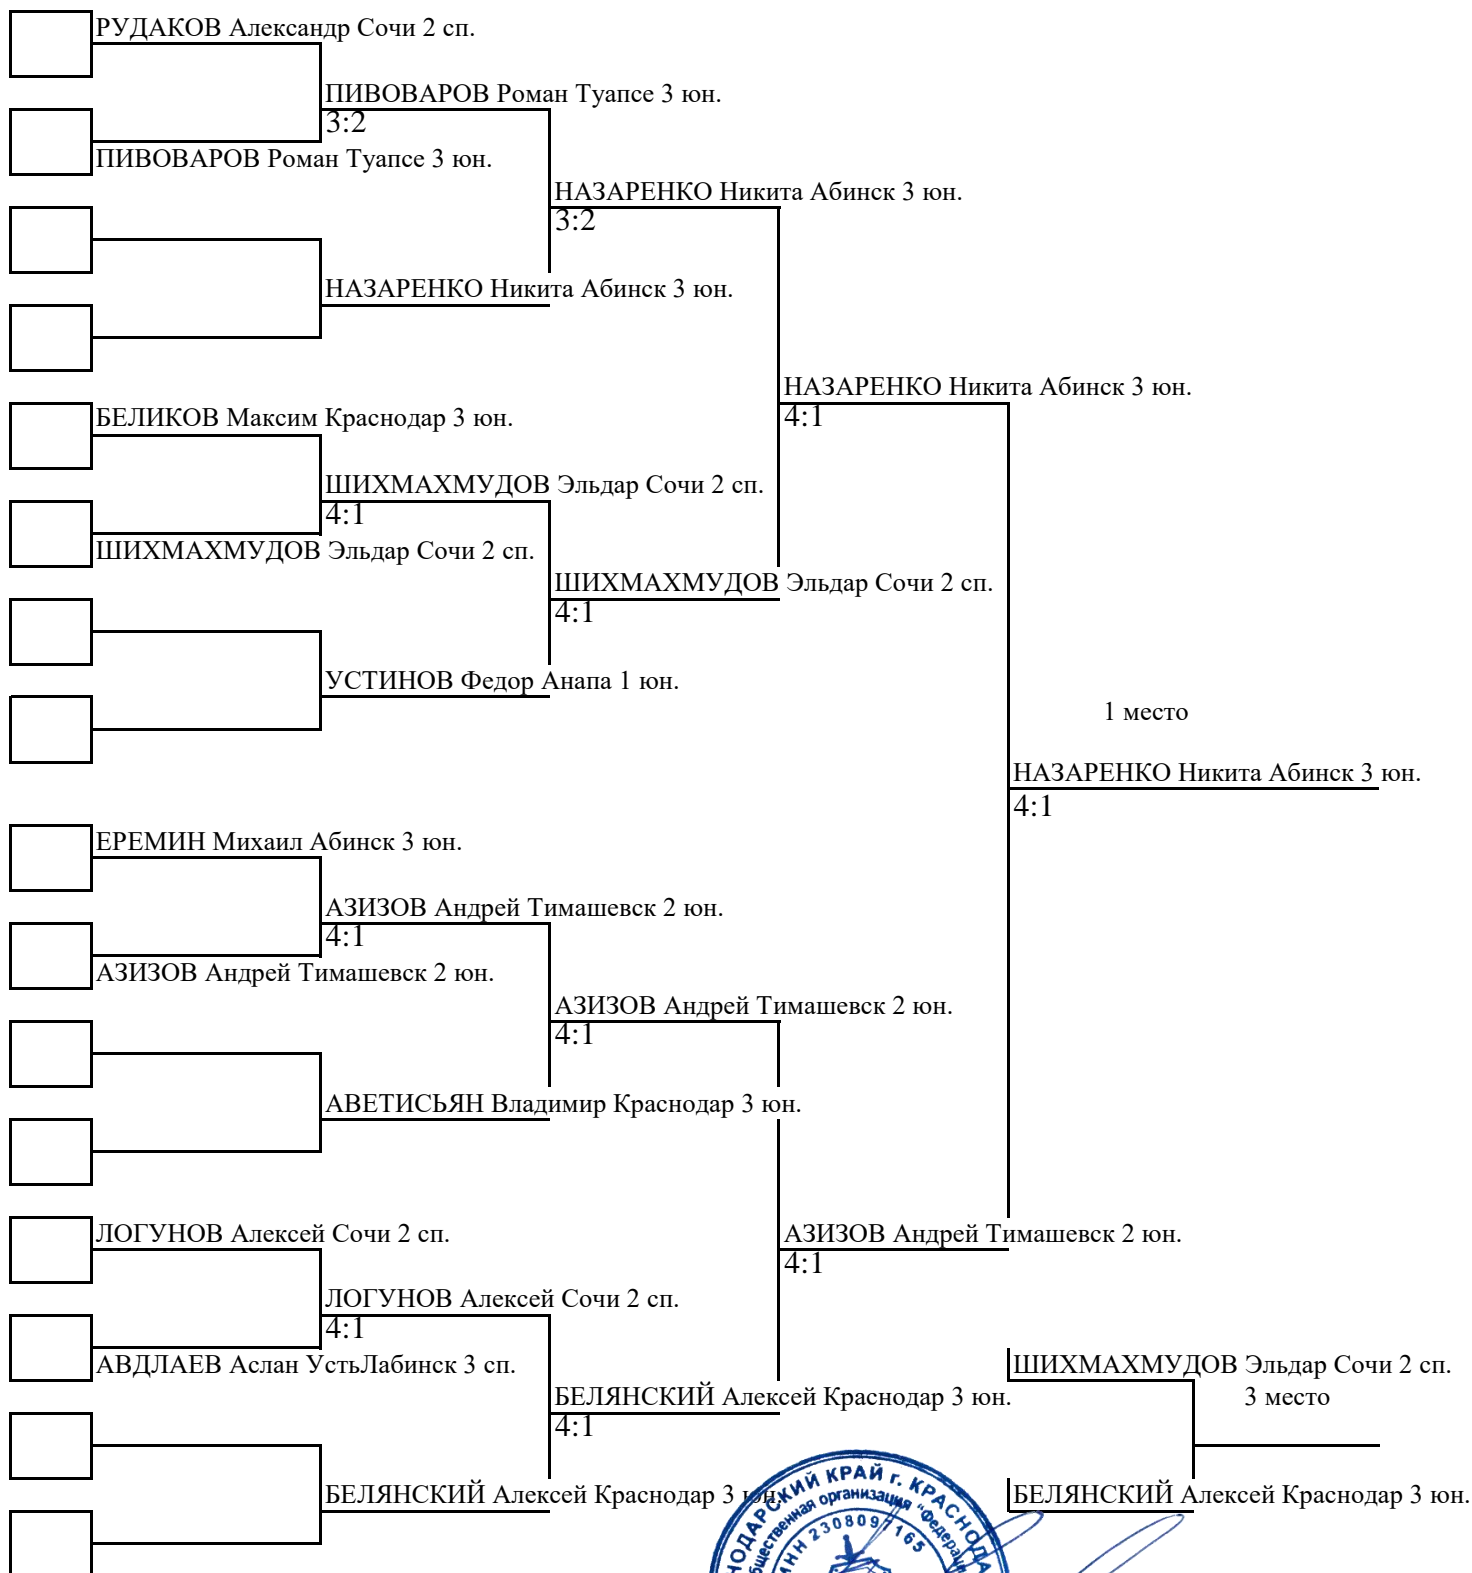 РУДАКОВ Александр Сочи 2 сп.
ПИВОВАРОВ Роман Туапсе 3 юн.
3:2
ПИВОВАРОВ Роман Туапсе 3 юн.
НАЗАРЕНКО Никита Абинск 3 юн.
3:2
НАЗАРЕНКО Никита Абинск 3 юн.
НАЗАРЕНКО Никита Абинск 3 юн.
4:1
БЕЛИКОВ Максим Краснодар 3 юн.
ШИХМАХМУДОВ Эльдар Сочи 2 сп.
4:1
ШИХМАХМУДОВ Эльдар Сочи 2 сп.
ШИХМАХМУДОВ Эльдар Сочи 2 сп.
4:1
УСТИНОВ Федор Анапа 1 юн.
1 место
НАЗАРЕНКО Никита Абинск 3 юн.
4:1
ЕРЕМИН Михаил Абинск 3 юн.
АЗИЗОВ Андрей Тимашевск 2 юн.
4:1
АЗИЗОВ Андрей Тимашевск 2 юн.
АЗИЗОВ Андрей Тимашевск 2 юн.
4:1
АВЕТИСЬЯН Владимир Краснодар 3 юн.
ЛОГУНОВ Алексей Сочи 2 сп.
АЗИЗОВ Андрей Тимашевск 2 юн.
4:1
ЛОГУНОВ Алексей Сочи 2 сп.
4:1
АВДЛАЕВ Аслан УстьЛабинск 3 сп.
ШИХМАХМУДОВ Эльдар Сочи 2 сп.
3 место
БЕЛЯНСКИЙ Алексей Краснодар 3 юн.
4:1
БЕЛЯНСКИЙ Алексей Краснодар 3 юн.
БЕЛЯНСКИЙ Алексей Краснодар 3 юн.
КРАЙ г.
организация
ИНН 2308097165